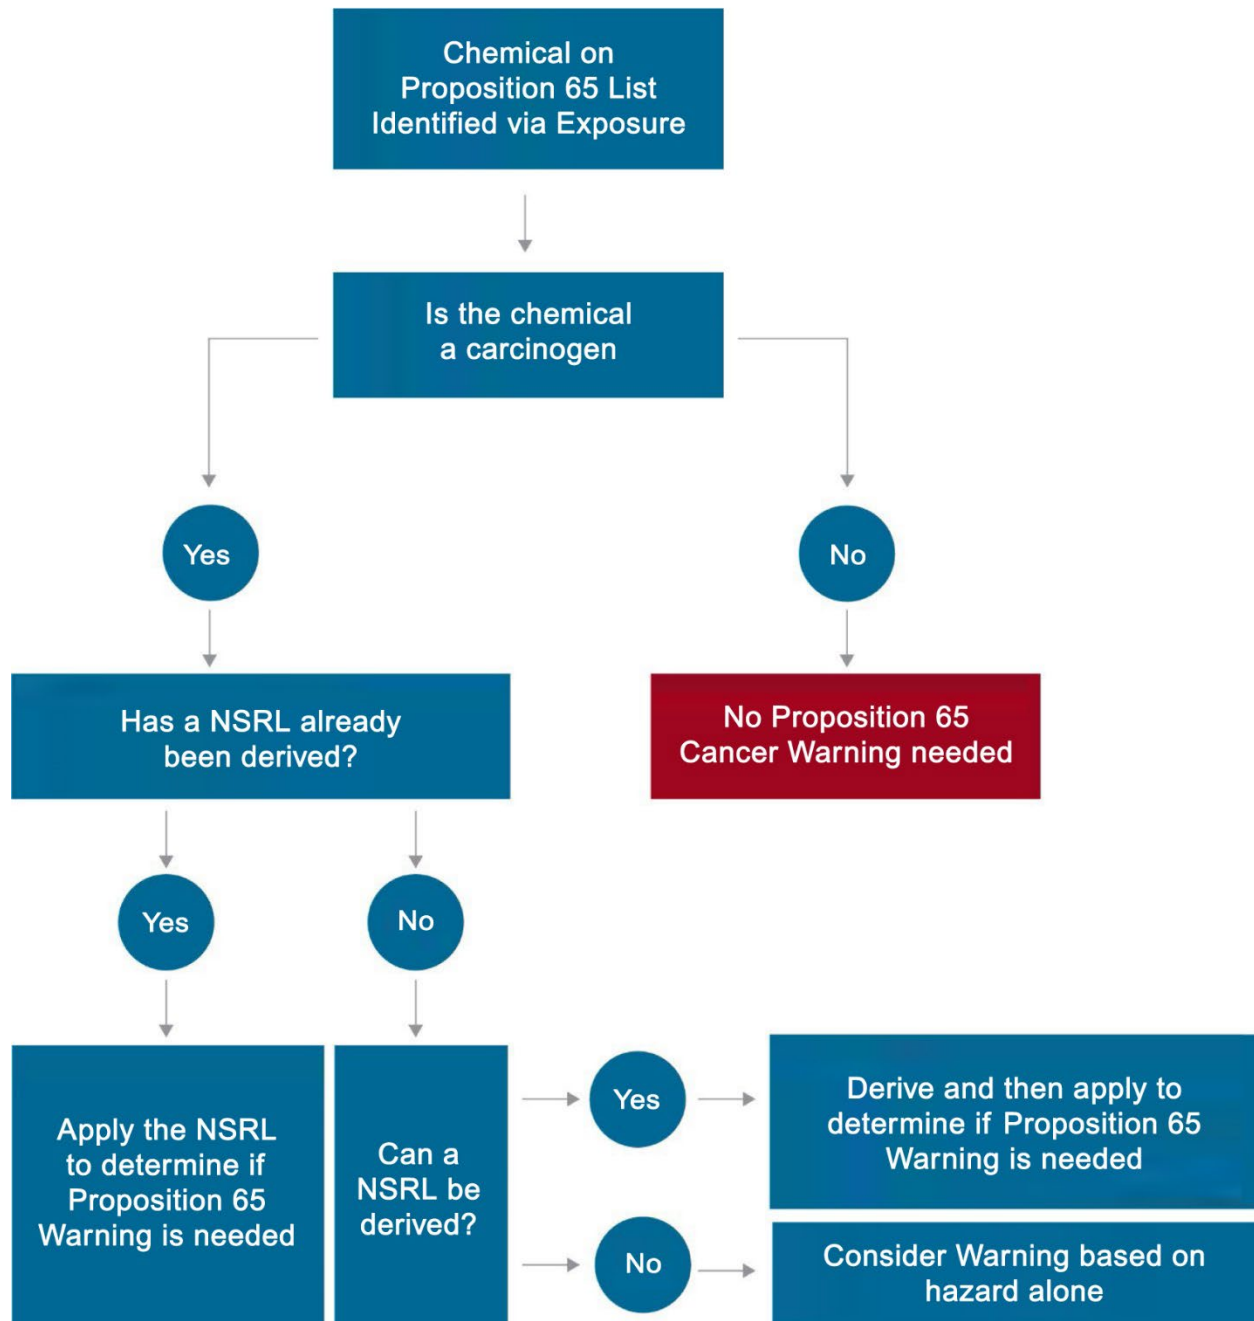 Chemical on
Proposition 65 List
Identified via Exposure
Is the chemical
a carcinogen
Yes
No
Has a NSRL already
been derived?
No Proposition 65
Cancer Warning needed
Yes
No
Apply the NSRL
to determine if
Proposition 65
Warning is needed
Can a
NSRL be
derived?
Yes
Derive and then apply to
determine if Proposition 65
Warning is needed
No
Consider Warning based on
hazard alone